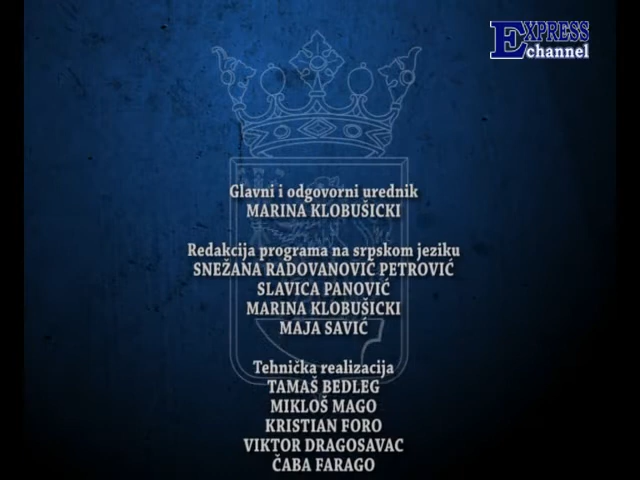 EXPRESS
channel
Glavni i odgovorni urednik
MARINA KLOBUŠICKI
Redakcija programa na srpskom jeziku
SNEŽANA RADOVANOVIĆ PETROVIĆ
SLAVICA PANOVIĆ
MARINA KLOBUŠICKI
MAJA SAVIĆ
Tehnička realizacija
TAMAŠ BEDLEG
MIKLOŠ MAGO
KRISTIAN FORO
VIKTOR DRAGOSAVAC
ČABA FARAGO